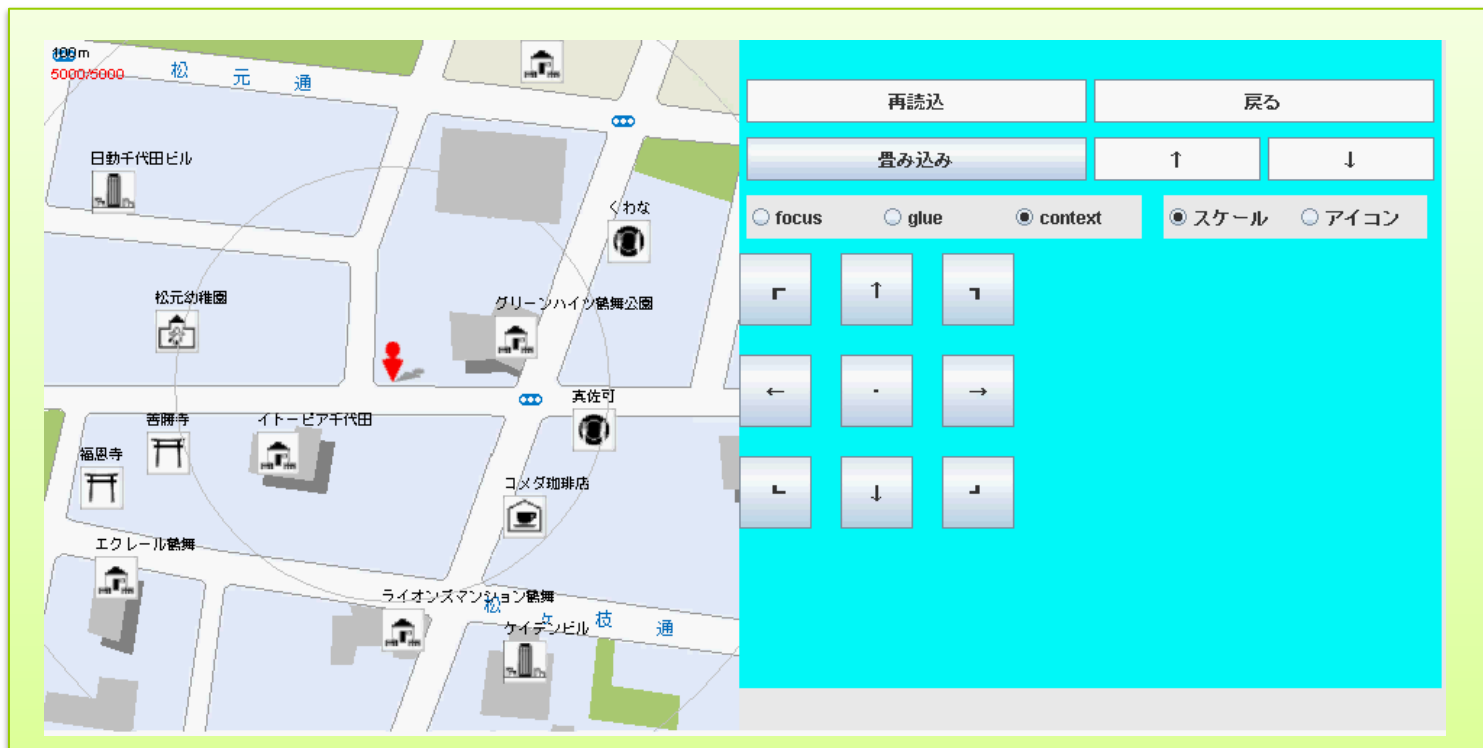 100m
5000/5000
松元通
日動千代田ビル
くわな
松元幼稚園
グリーンハイツ鶴舞公園
真佐可
善勝寺
イトーピア千代田
福恩寺
コメダ珈琲店
エクレール鶴舞
ライオンズマンション鶴舞
松ヶ枝通
ケイデンビル
再読込 戻る
畳み込み ↑ ↓
focus glue context スケール アイコン
┏ ↑ ┓
← ・ →
┗ ↓ ┛